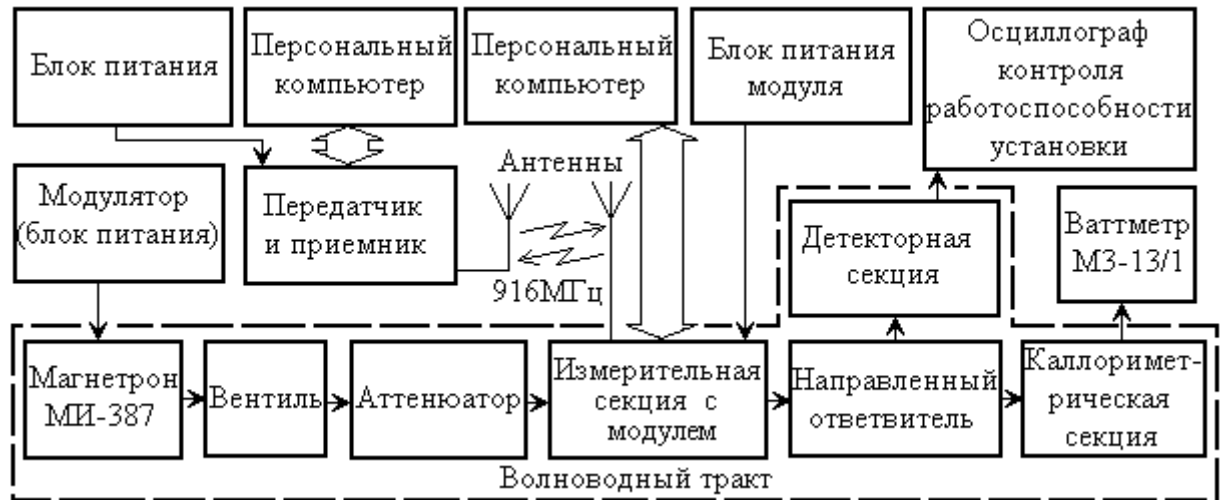 Блок питания
Персональный
компьютер
Персональный
компьютер
Блок питания
модуля
Осциллограф
контроля
работоспособности
установки
Модулятор
(блок питания)
Передатчик
и приемник
Антенны
916МГц
Детекторная
секция
Ваттметр
М3-13/1
Магнетрон
МИ-387
Вентиль
Аттенюатор
Измерительная
секция с
модулем
Направленный
ответвитель
Каллоримет-
рическая
секция
Волноводный тракт